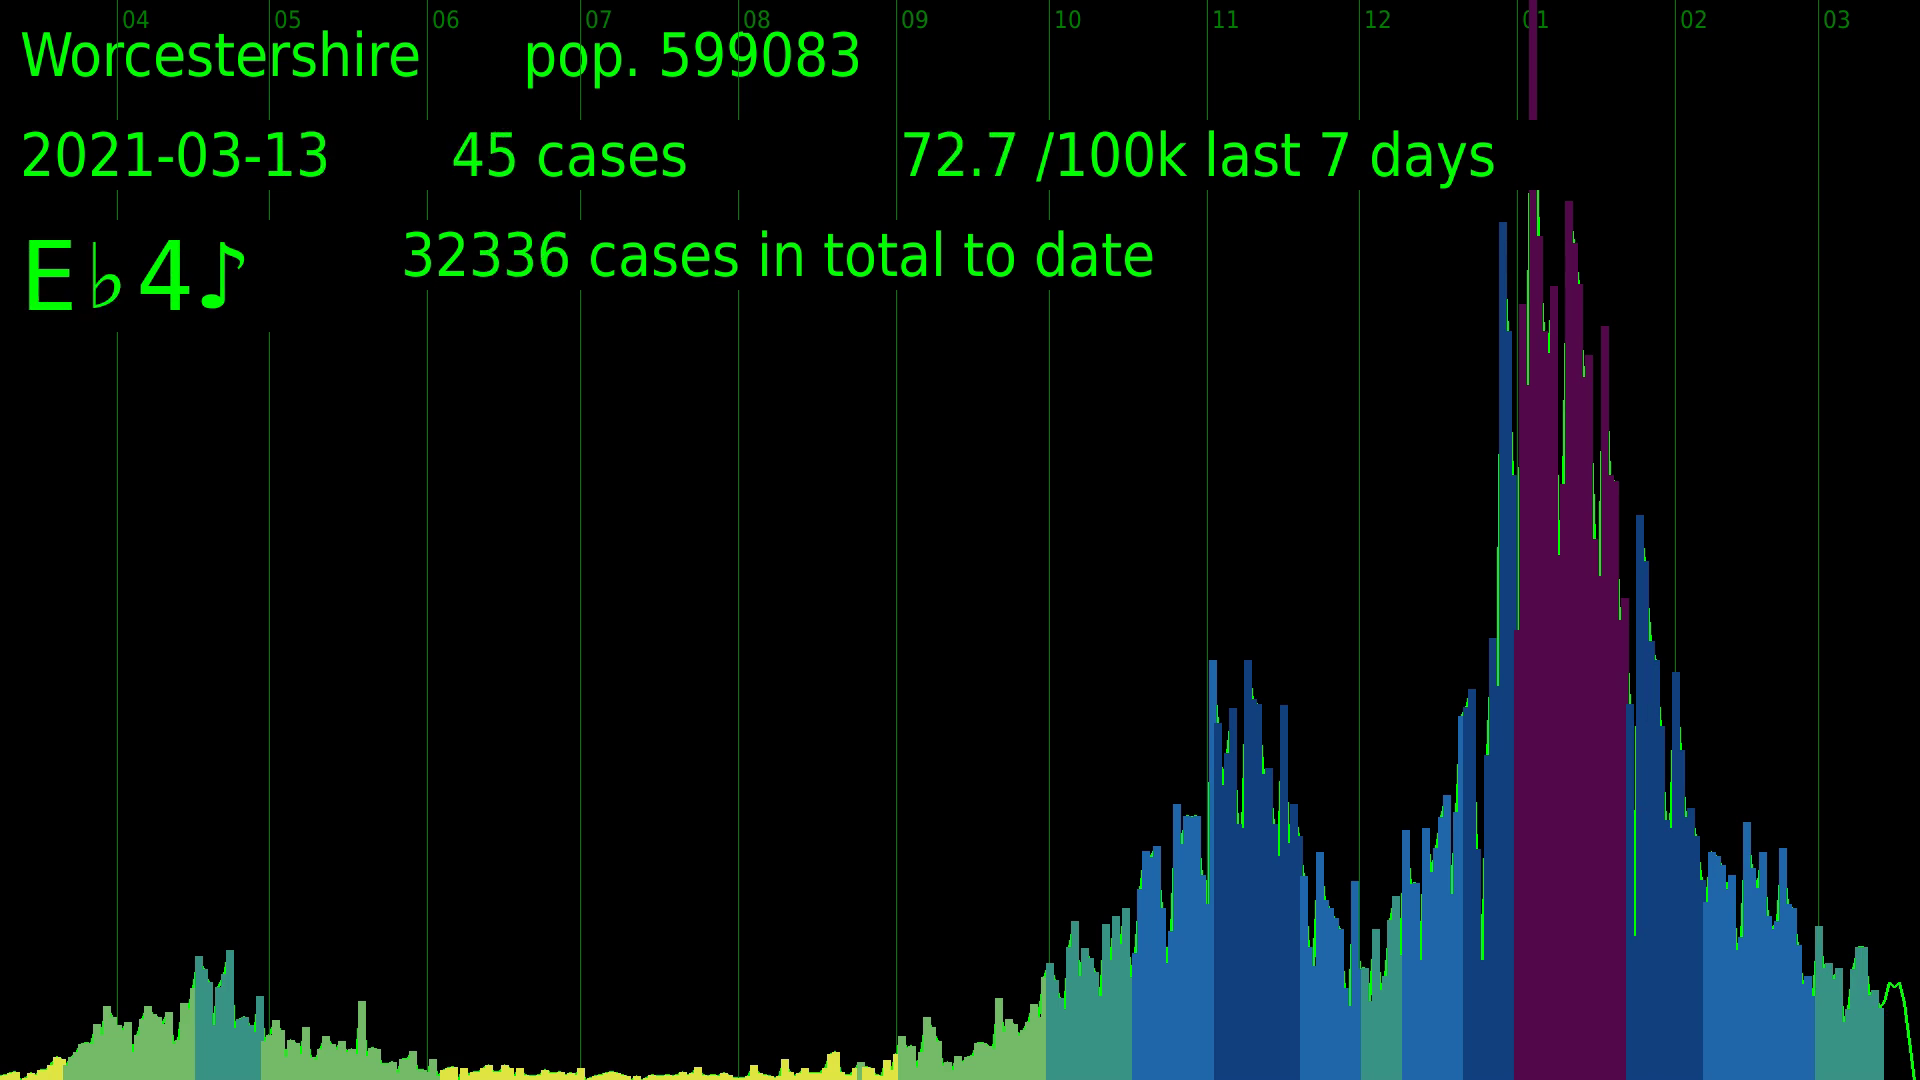 04 05 06 07 08 09 10 11 12 01 02 03
Worcestershire pop. 599083
2021-03-13 45 cases 72.7 /100k last 7 days
E♭4♪ 32336 cases in total to date